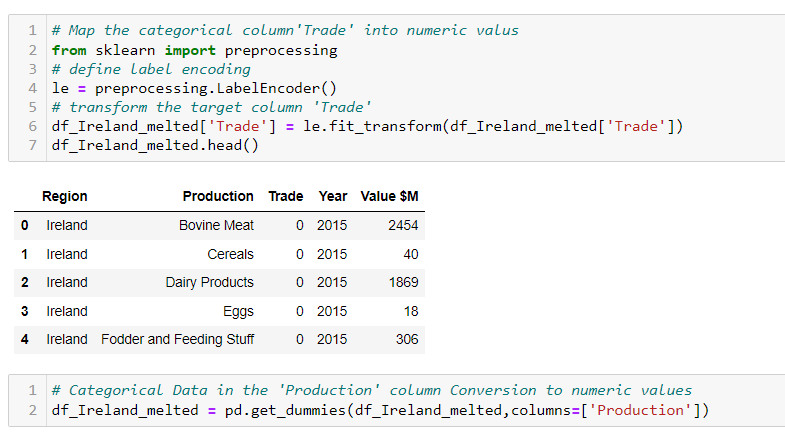 1 # Map the categorical column'Trade' into numeric valus
2 from sklearn import preprocessing
3 # define label encoding
4 le = preprocessing.LabelEncoder()
5 # transform the target column 'Trade'
6 df_Ireland_melted['Trade'] = le.fit_transform(df_Ireland_melted['Trade'])
7 df_Ireland_melted.head()
Region Production Trade Year Value $M
0 Ireland Bovine Meat 0 2015 2454
1 Ireland Cereals 0 2015 40
2 Ireland Dairy Products 0 2015 1869
3 Ireland Eggs 0 2015 18
4 Ireland Fodder and Feeding Stuff 0 2015 306
1 # Categorical Data in the 'Production' column Conversion to numeric values
2 df_Ireland_melted = pd.get_dummies(df_Ireland_melted,columns=['Production'])